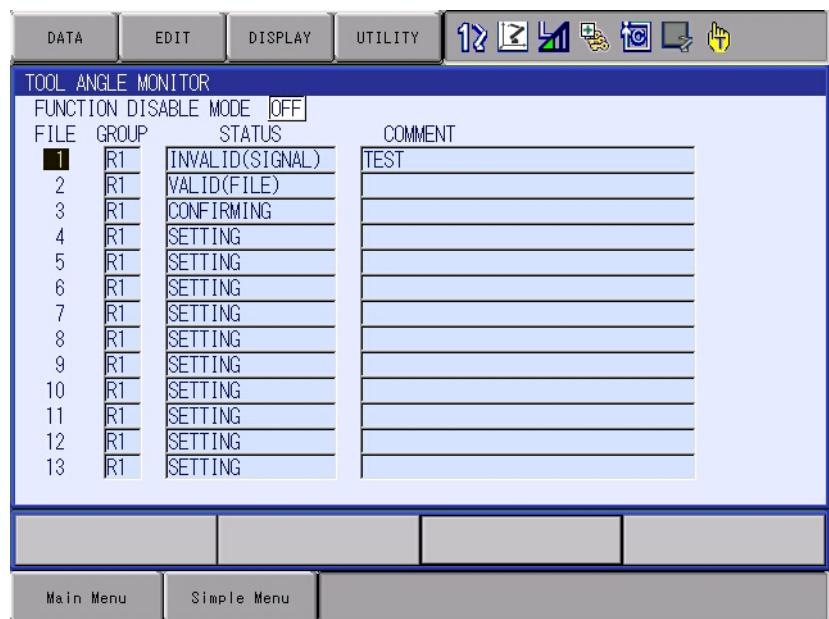 DATA EDIT DISPLAY UTILITY
TOOL ANGLE MONITOR
FUNCTION DISABLE MODE OFF
FILE GROUP STATUS COMMENT
1 R1 INVALID(SIGNAL) TEST
2 R1 VALID(FILE)
3 R1 CONFIRMING
4 R1 SETTING
5 R1 SETTING
6 R1 SETTING
7 R1 SETTING
8 R1 SETTING
9 R1 SETTING
10 R1 SETTING
11 R1 SETTING
12 R1 SETTING
13 R1 SETTING
Main Menu Simple Menu